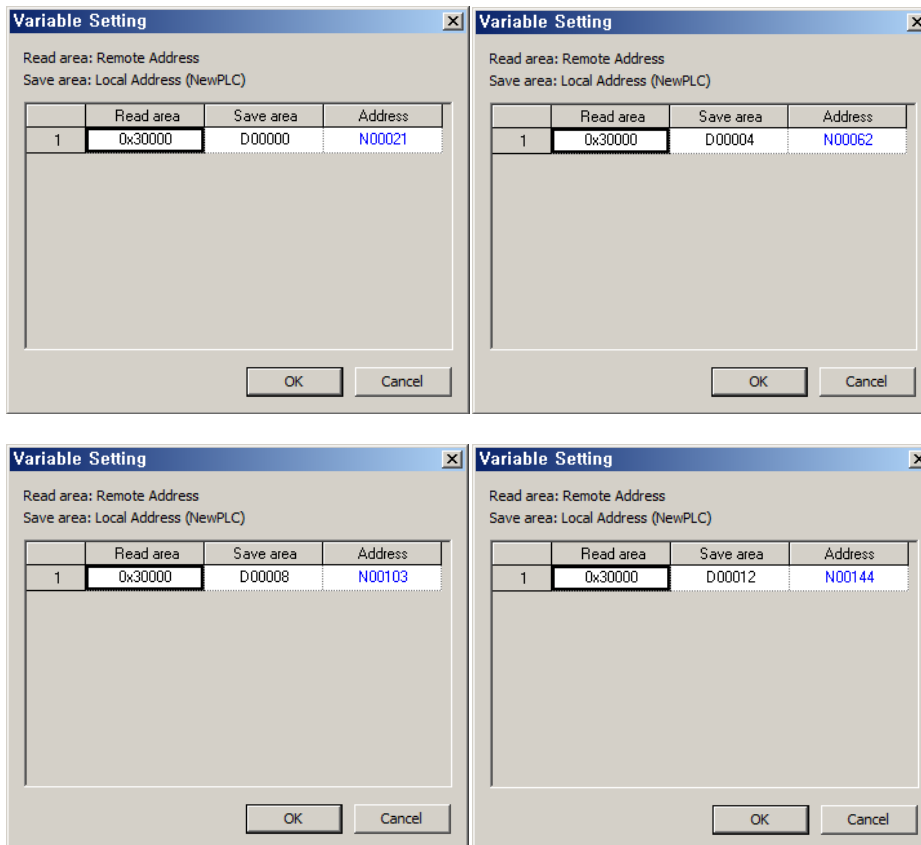 Variable Setting
Read area: Remote Address
Save area: Local Address (NewPLC)
Read area Save area Address
1 0x30000 D00000 N00021
OK Cancel
Variable Setting
Read area: Remote Address
Save area: Local Address (NewPLC)
Read area Save area Address
1 0x30000 D00004 N00062
OK Cancel
Variable Setting
Read area: Remote Address
Save area: Local Address (NewPLC)
Read area Save area Address
1 0x30000 D00008 N00103
OK Cancel
Variable Setting
Read area: Remote Address
Save area: Local Address (NewPLC)
Read area Save area Address
1 0x30000 D00012 N00144
OK Cancel